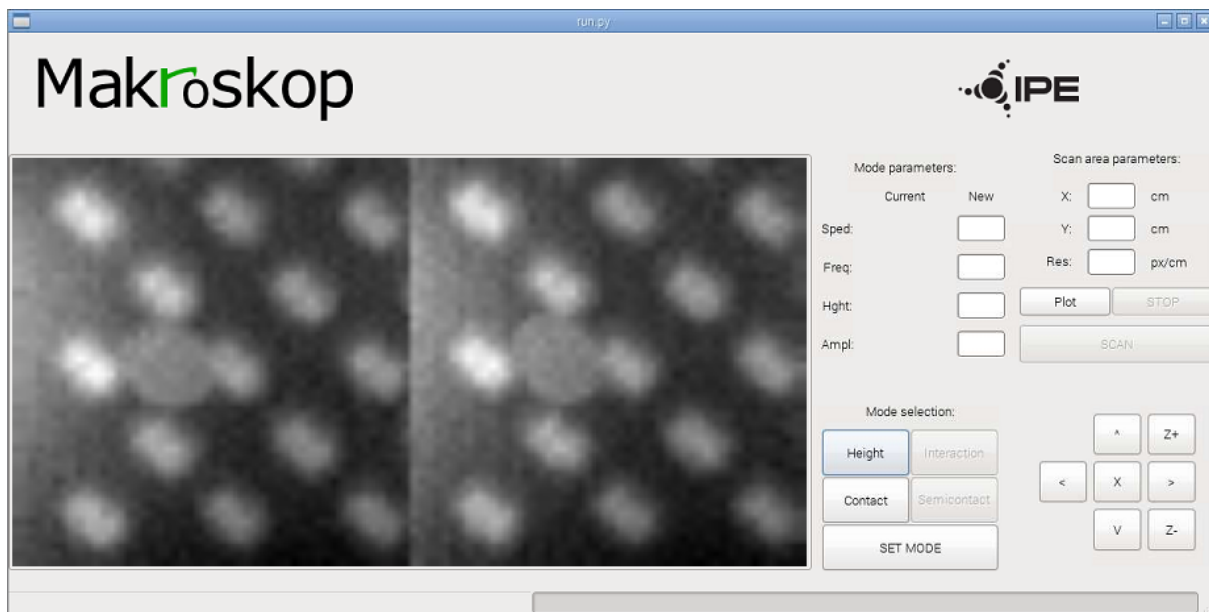 run.py
Makroskop
IPE
Mode parameters:
Current New
Sped:
Freq:
Hght:
Ampl:
Scan area parameters:
X: cm
Y: cm
Res: px/cm
Plot STOP
SCAN
Mode selection:
Height Interaction
Contact Semicontact
SET MODE
^ Z+
< X >
V Z-